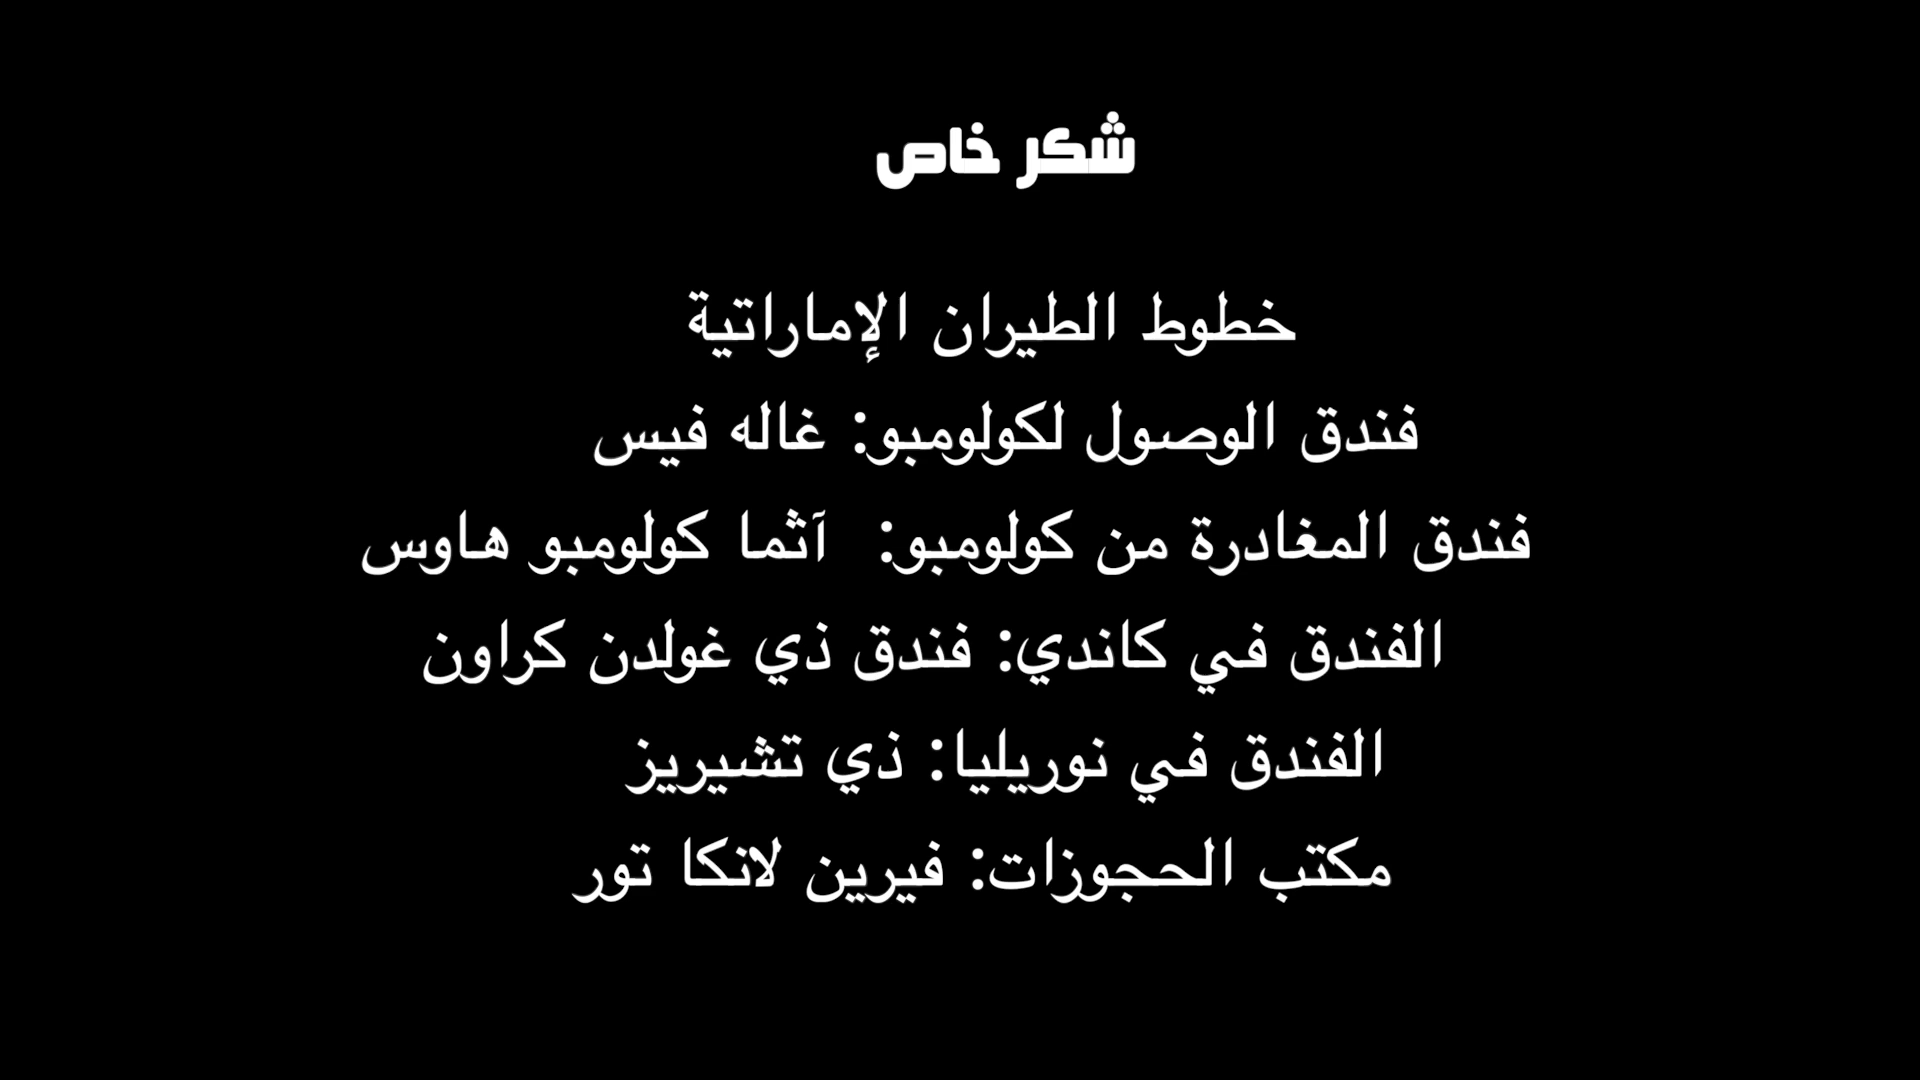 شكر خاص
خطوط الطيران الإماراتية
فندق الوصول لكولومبو: غاله فيس
فندق المغادرة من كولومبو: آثما كولومبو هاوس
الفندق في كاندي: فندق ذي غولدن كراون
الفندق في نوريليا: ذي تشيريز
مكتب الحجوزات: فيرين لانكا تور